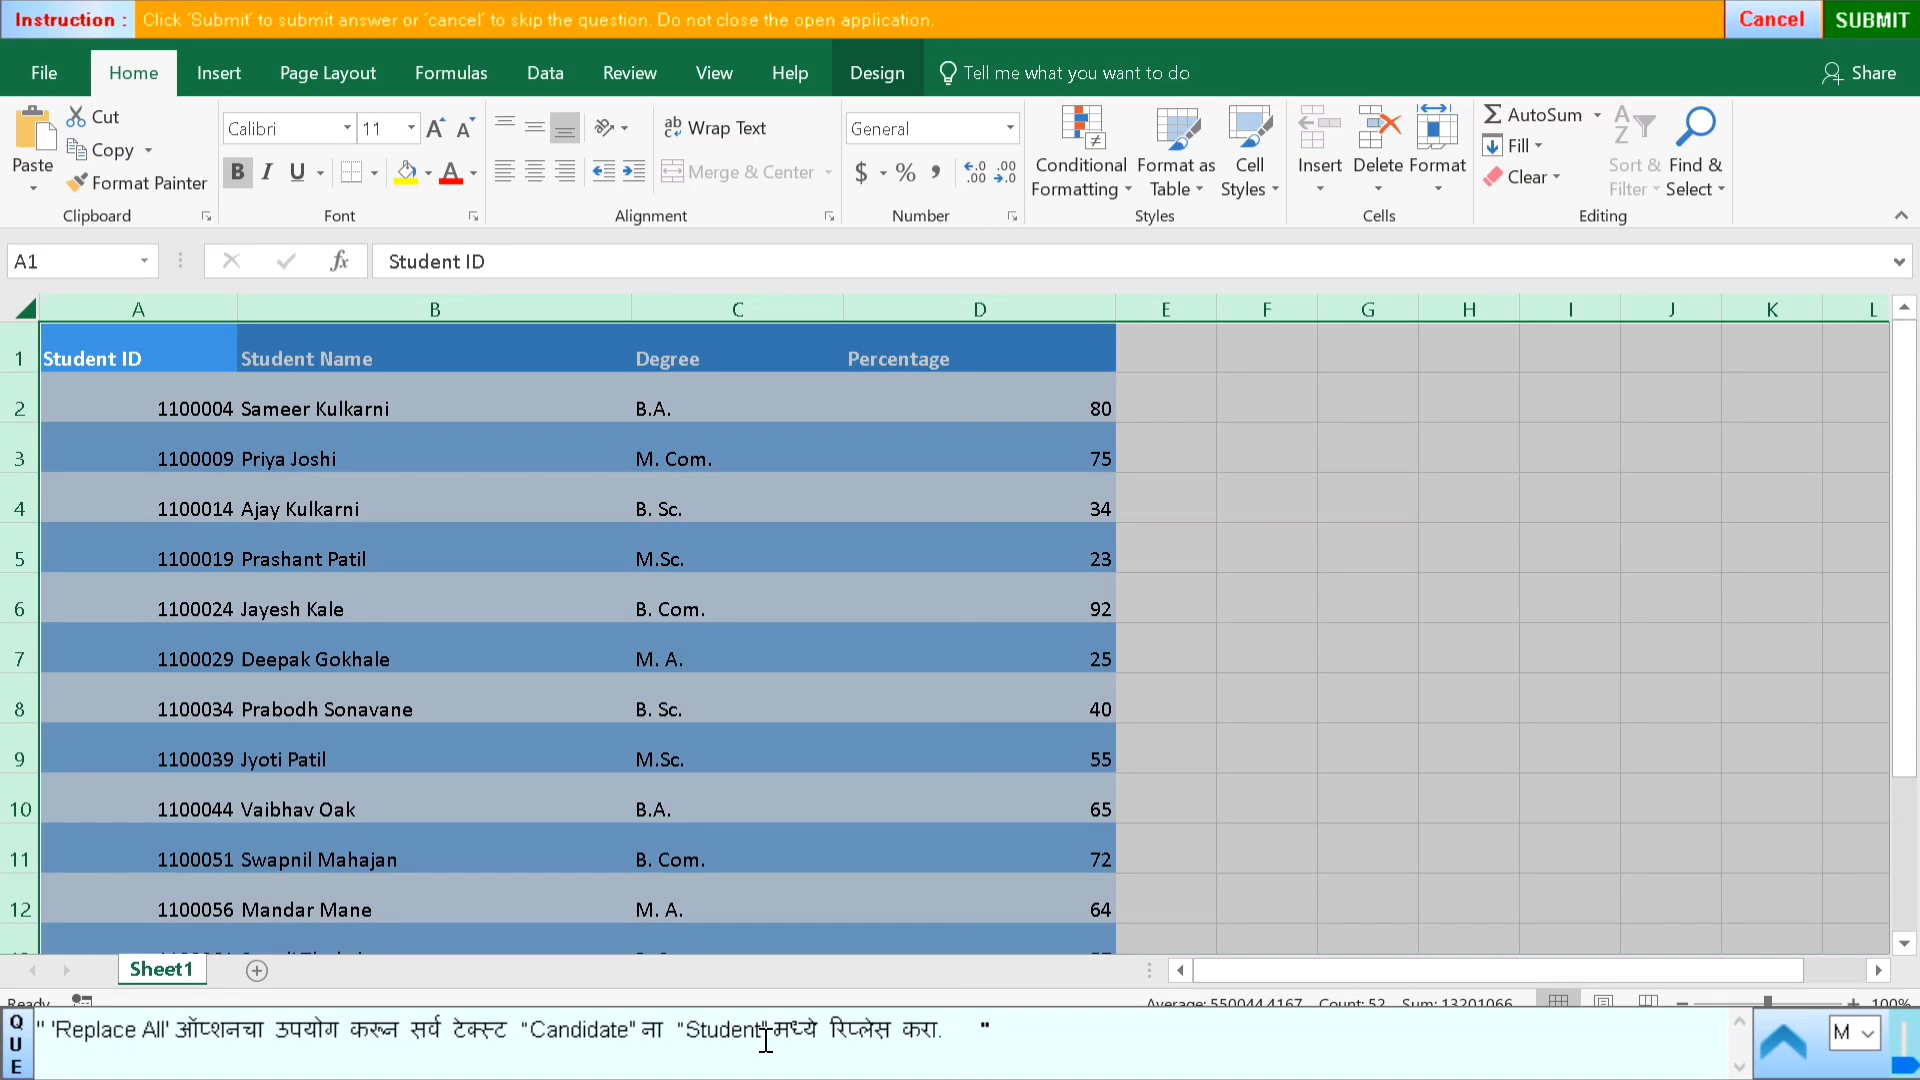 Instruction : Click 'Submit' to submit answer or 'cancel' to skip the question. Do not close the open application. Cancel SUBMIT
File Home Insert Page Layout Formulas Data Review View Help Design Tell me what you want to do Share
Paste Cut Copy Format Painter Clipboard
Calibri 11 B I U A Font
Wrap Text Merge & Center Alignment
General $ % Number
Conditional Formatting Format as Table Cell Styles Styles
Insert Delete Format Cells
AutoSum Fill Clear Sort & Filter Find & Select Editing
A1 fx Student ID
A B C D E F G H I J K L
1 Student ID Student Name Degree Percentage
2 1100004 Sameer Kulkarni B.A. 80
3 1100009 Priya Joshi M. Com. 75
4 1100014 Ajay Kulkarni B. Sc. 34
5 1100019 Prashant Patil M.Sc. 23
6 1100024 Jayesh Kale B. Com. 92
7 1100029 Deepak Gokhale M. A. 25
8 1100034 Prabodh Sonavane B. Sc. 40
9 1100039 Jyoti Patil M.Sc. 55
10 1100044 Vaibhav Oak B.A. 65
11 1100051 Swapnil Mahajan B. Com. 72
12 1100056 Mandar Mane M. A. 64
Sheet1
Ready Average: 550044.4167 Count: 52 Sum: 13201066 100%
QUE " 'Replace All' ऑप्शनचा उपयोग करून सर्व टेक्स्ट "Candidate" ना "Student" मध्ये रिप्लेस करा. " M